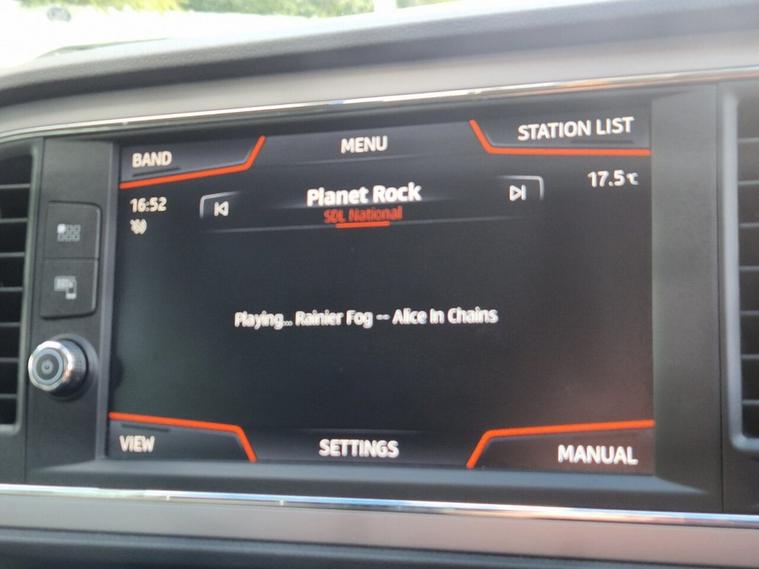 BAND
MENU
STATION LIST
16:52
Planet Rock
17.5°C
SDL National
Playing... Rainier Fog -- Alice In Chains
VIEW
SETTINGS
MANUAL